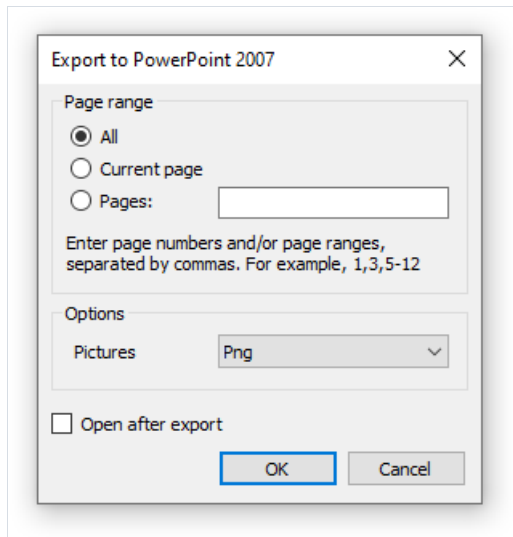 Export to PowerPoint 2007
Page range
All
Current page
Pages:
Enter page numbers and/or page ranges,
separated by commas. For example, 1,3,5-12
Options
Pictures Png
Open after export
OK Cancel